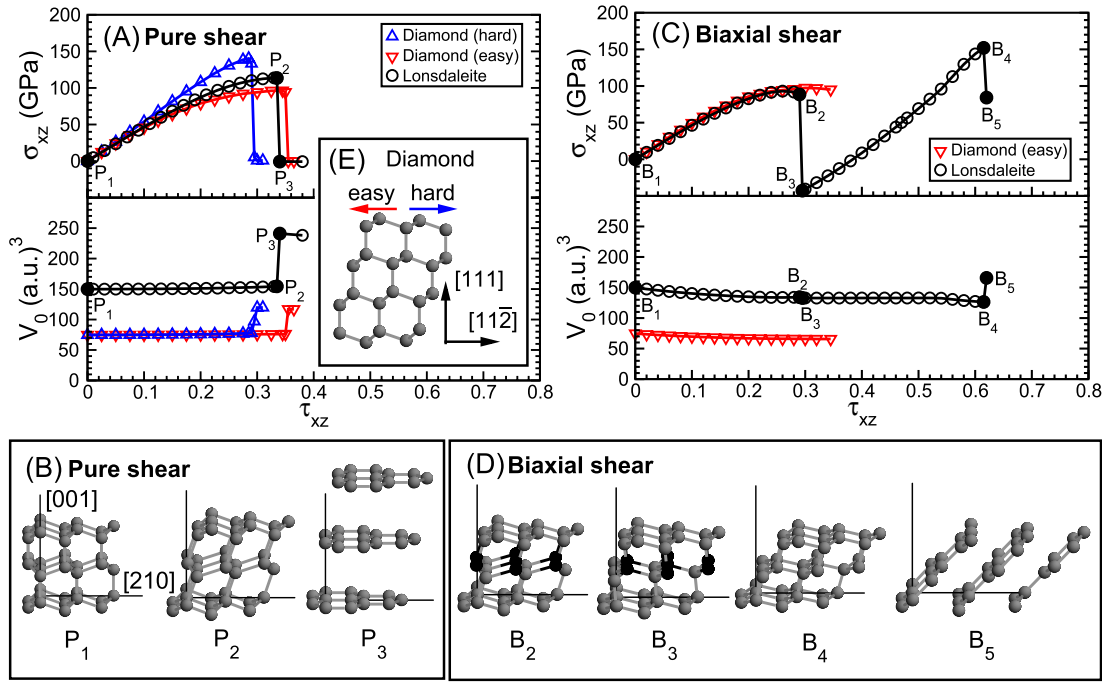 (A) Pure shear
Diamond (hard)
Diamond (easy)
Lonsdaleite
σxz (GPa)
200
150
100
50
0
P1
P2
P3
V0 (a.u.)3
250
200
150
100
50
0
P1
P2
P3
0 0.1 0.2 0.3 0.4 0.5 0.6 0.7 0.8
τxz
(E) Diamond
easy hard
[111]
[112̅]
(C) Biaxial shear
Diamond (easy)
Lonsdaleite
σxz (GPa)
200
150
100
50
0
B1
B2
B3
B4
B5
V0 (a.u.)3
250
200
150
100
50
0
B1
B2
B3
B4
B5
0 0.1 0.2 0.3 0.4 0.5 0.6 0.7 0.8
τxz
(B) Pure shear
[001]
[210]
P1 P2 P3
(D) Biaxial shear
B2 B3 B4 B5